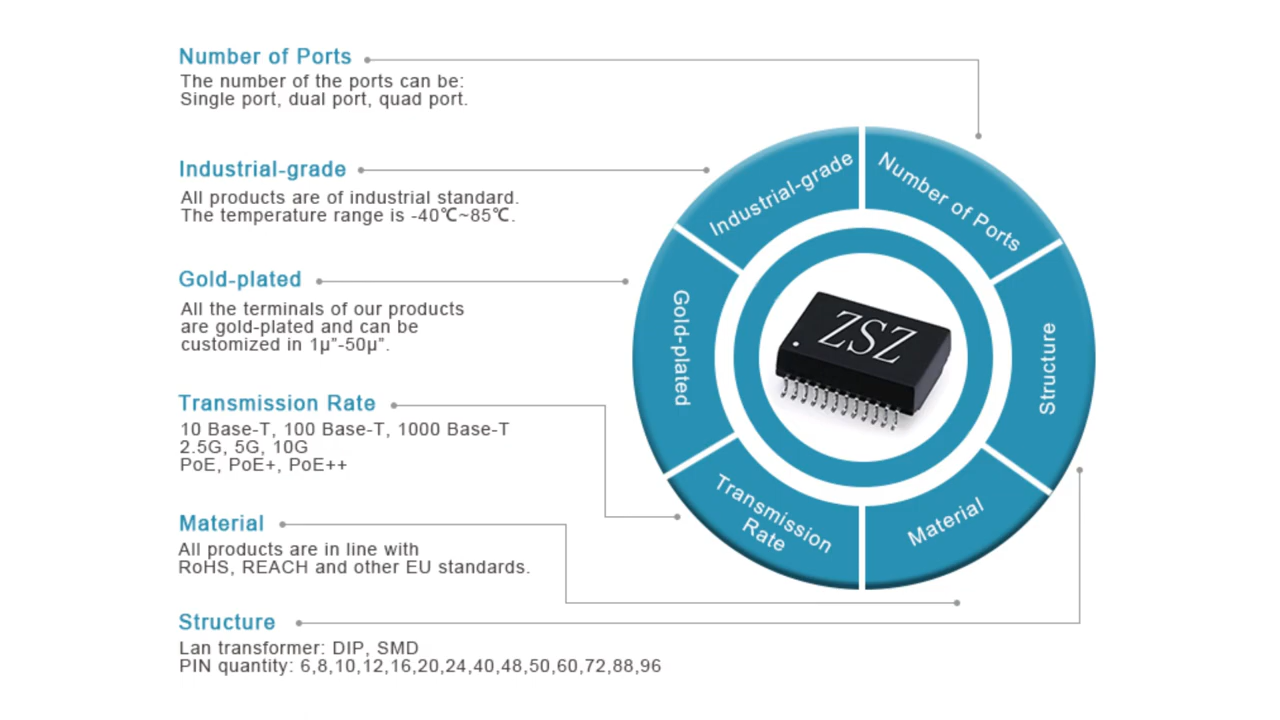 Number of Ports
The number of the ports can be:
Single port, dual port, quad port.
Industrial-grade
All products are of industrial standard.
The temperature range is -40℃~85℃.
Gold-plated
All the terminals of our products
are gold-plated and can be
customized in 1μ"-50μ".
Transmission Rate
10 Base-T, 100 Base-T, 1000 Base-T
2.5G, 5G, 10G
PoE, PoE+, PoE++
Material
All products are in line with
RoHS, REACH and other EU standards.
Structure
Lan transformer: DIP, SMD
PIN quantity: 6,8,10,12,16,20,24,40,48,50,60,72,88,96
Industrial-grade
Number of Ports
Gold-plated
Structure
Transmission
Rate
Material
ZSZ